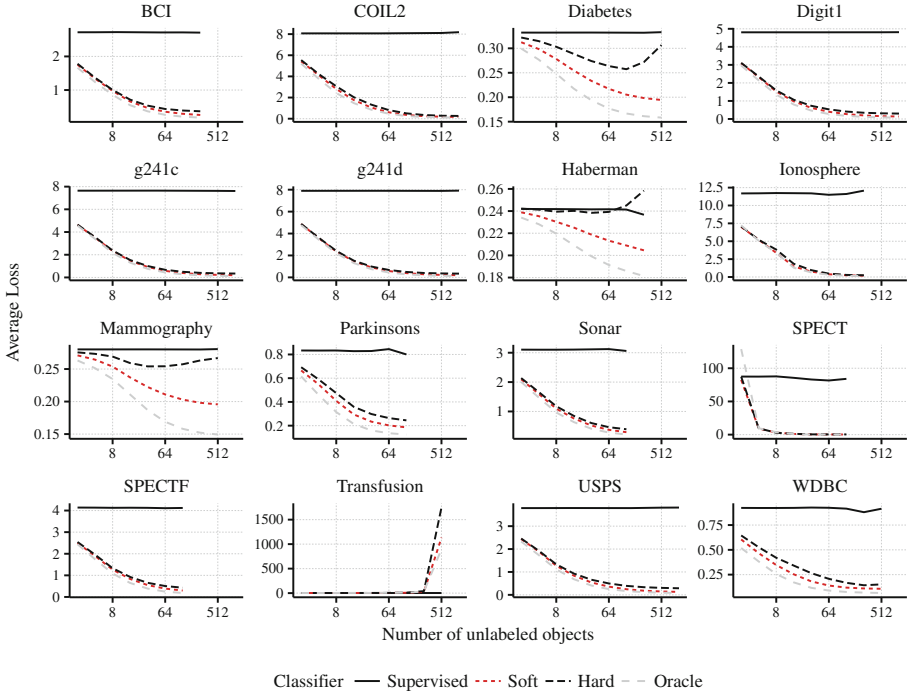 BCI COIL2 Diabetes Digit1
2
1
8 64 512
8
6
4
2
0
8 64 512
0.30
0.25
0.20
0.15
8 64 512
5
4
3
2
1
0
8 64 512
g241c g241d Haberman Ionosphere
8
6
4
2
0
8 64 512
8
6
4
2
0
8 64 512
0.26
0.24
0.22
0.20
0.18
8 64 512
12.5
10.0
7.5
5.0
2.5
0.0
8 64 512
Average Loss
Mammography Parkinsons Sonar SPECT
0.25
0.20
0.15
8 64 512
0.8
0.6
0.4
0.2
8 64 512
3
2
1
8 64 512
100
50
0
8 64 512
SPECTF Transfusion USPS WDBC
4
3
2
1
0
8 64 512
1500
1000
500
0
8 64 512
3
2
1
0
8 64 512
0.75
0.50
0.25
8 64 512
Number of unlabeled objects
Classifier Supervised Soft Hard Oracle